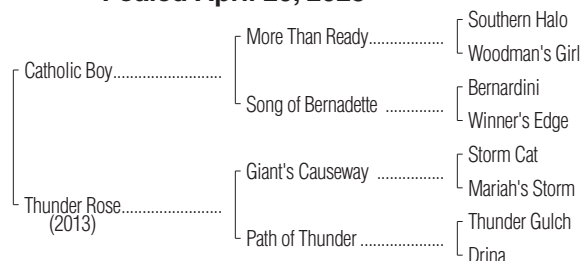 More Than Ready
Southern Halo
Woodman's Girl
Catholic Boy
Song of Bernadette
Bernardini
Winner's Edge
Thunder Rose
(2013)
Giant's Causeway
Storm Cat
Mariah's Storm
Path of Thunder
Thunder Gulch
Drina